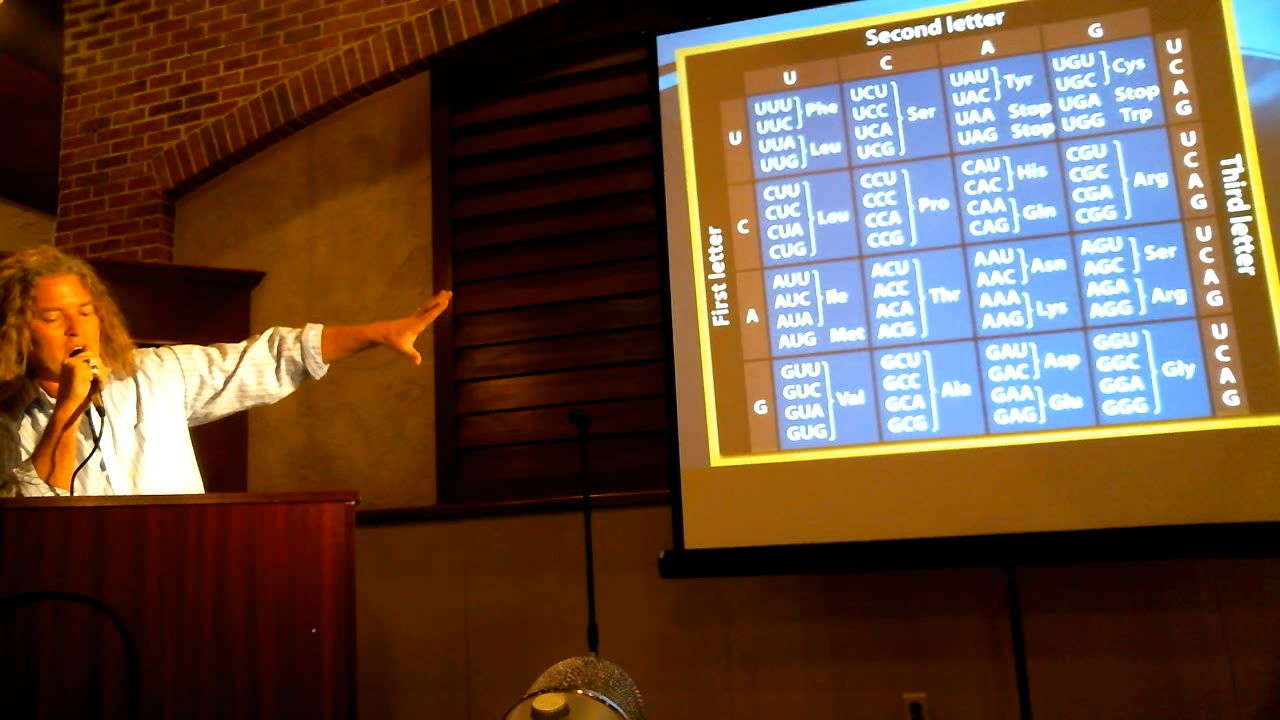 Second letter
U C A G
First letter
Third letter
U
UUU Phe
UUC
UUA Leu
UUG
UCU Ser
UCC
UCA
UCG
UAU Tyr
UAC
UAA Stop
UAG Stop
UGU Cys
UGC
UGA Stop
UGG Trp
U
C
A
G
C
CUU Leu
CUC
CUA
CUG
CCU Pro
CCC
CCA
CCG
CAU His
CAC
CAA Gln
CAG
CGU Arg
CGC
CGA
CGG
U
C
A
G
A
AUU Ile
AUC
AUA
AUG Met
ACU Thr
ACC
ACA
ACG
AAU Asn
AAC
AAA Lys
AAG
AGU Ser
AGC
AGA Arg
AGG
U
C
A
G
G
GUU Val
GUC
GUA
GUG
GCU Ala
GCC
GCA
GCG
GAU Asp
GAC
GAA Glu
GAG
GGU Gly
GGC
GGA
GGG
U
C
A
G